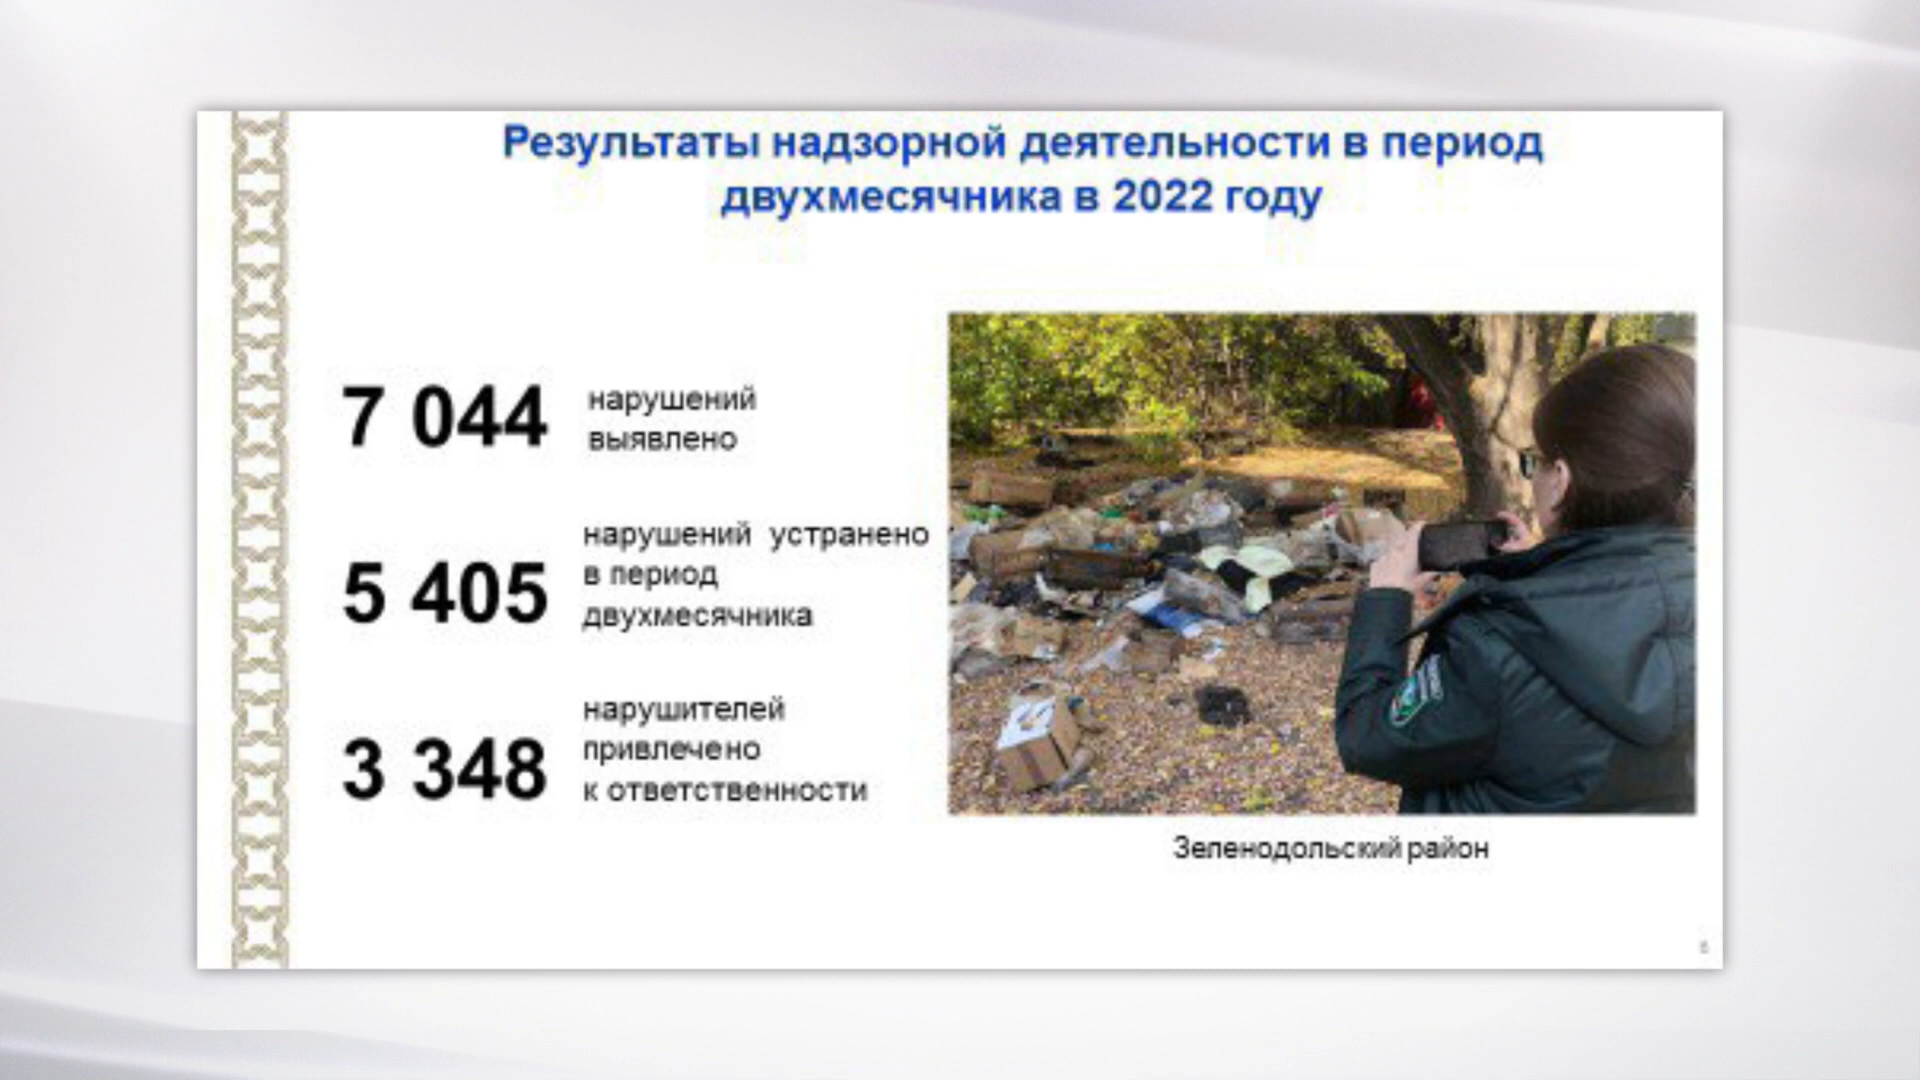 Результаты надзорной деятельности в период
двухмесячника в 2022 году
7 044
нарушений
выявлено
5 405
нарушений устранено
в период
двухмесячника
3 348
нарушителей
привлечено
к ответственности
Зеленодольский район